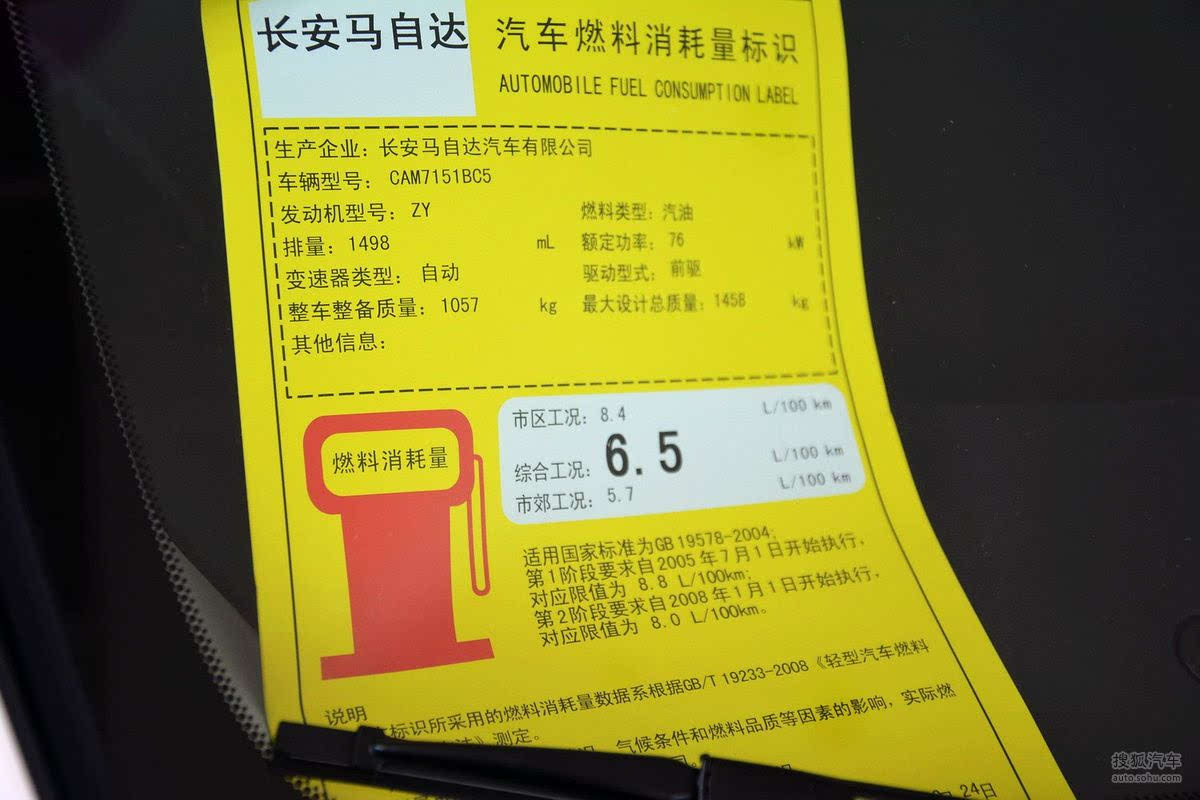 长安马自达
汽车燃料消耗量标识
AUTOMOBILE FUEL CONSUMPTION LABEL
生产企业：长安马自达汽车有限公司
车辆型号：CAM7151BC5
发动机型号：ZY 燃料类型：汽油
排量：1498 mL 额定功率：76 kW
变速器类型：自动 驱动型式：前驱
整车整备质量：1057 kg 最大设计总质量：1458 kg
其他信息：
燃料消耗量
市区工况：8.4 L/100 km
综合工况：6.5 L/100 km
市郊工况：5.7 L/100 km
适用国家标准为GB 19578-2004；
第1阶段要求自2005年7月1日开始执行，
对应限值为 8.8 L/100km；
第2阶段要求自2008年1月1日开始执行，
对应限值为 8.0 L/100km。
说明
标识所采用的燃料消耗量数据系根据GB/T 19233-2008《轻型汽车燃料
》测定。
气候条件和燃料品质等因素的影响，实际燃
24日
搜狐汽车
auto.sohu.com